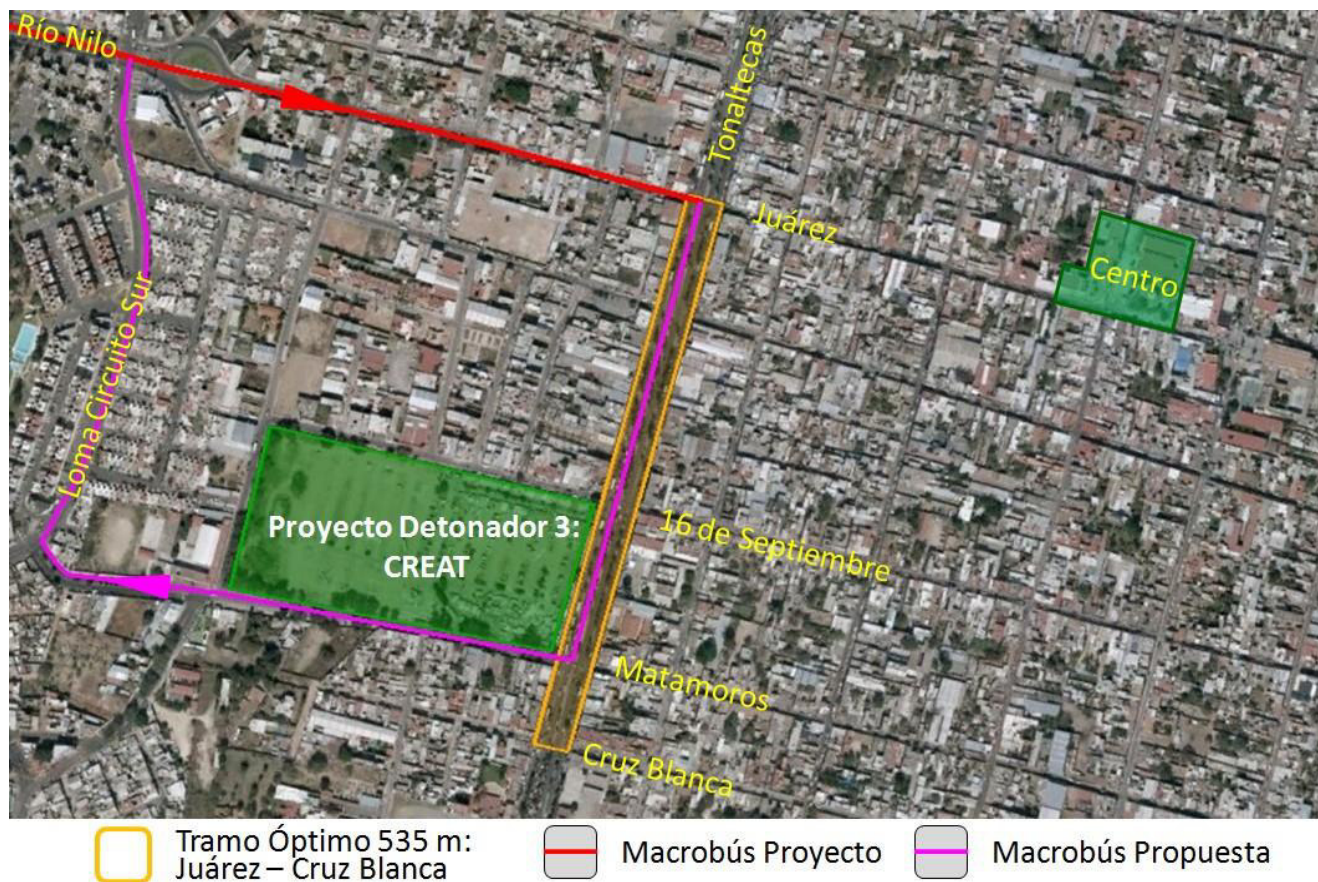 Río Nilo
Tonaltecas
Juárez
Centro
Loma Circuito Sur
Proyecto Detonador 3:
CREAT
16 de Septiembre
Matamoros
Cruz Blanca
Tramo Óptimo 535 m:
Juárez – Cruz Blanca
Macrobús Proyecto
Macrobús Propuesta